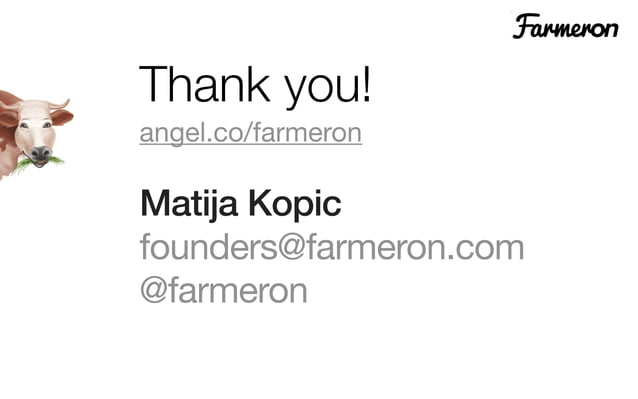 Farmeron
Thank you!
angel.co/farmeron
Matija Kopic
founders@farmeron.com
@farmeron